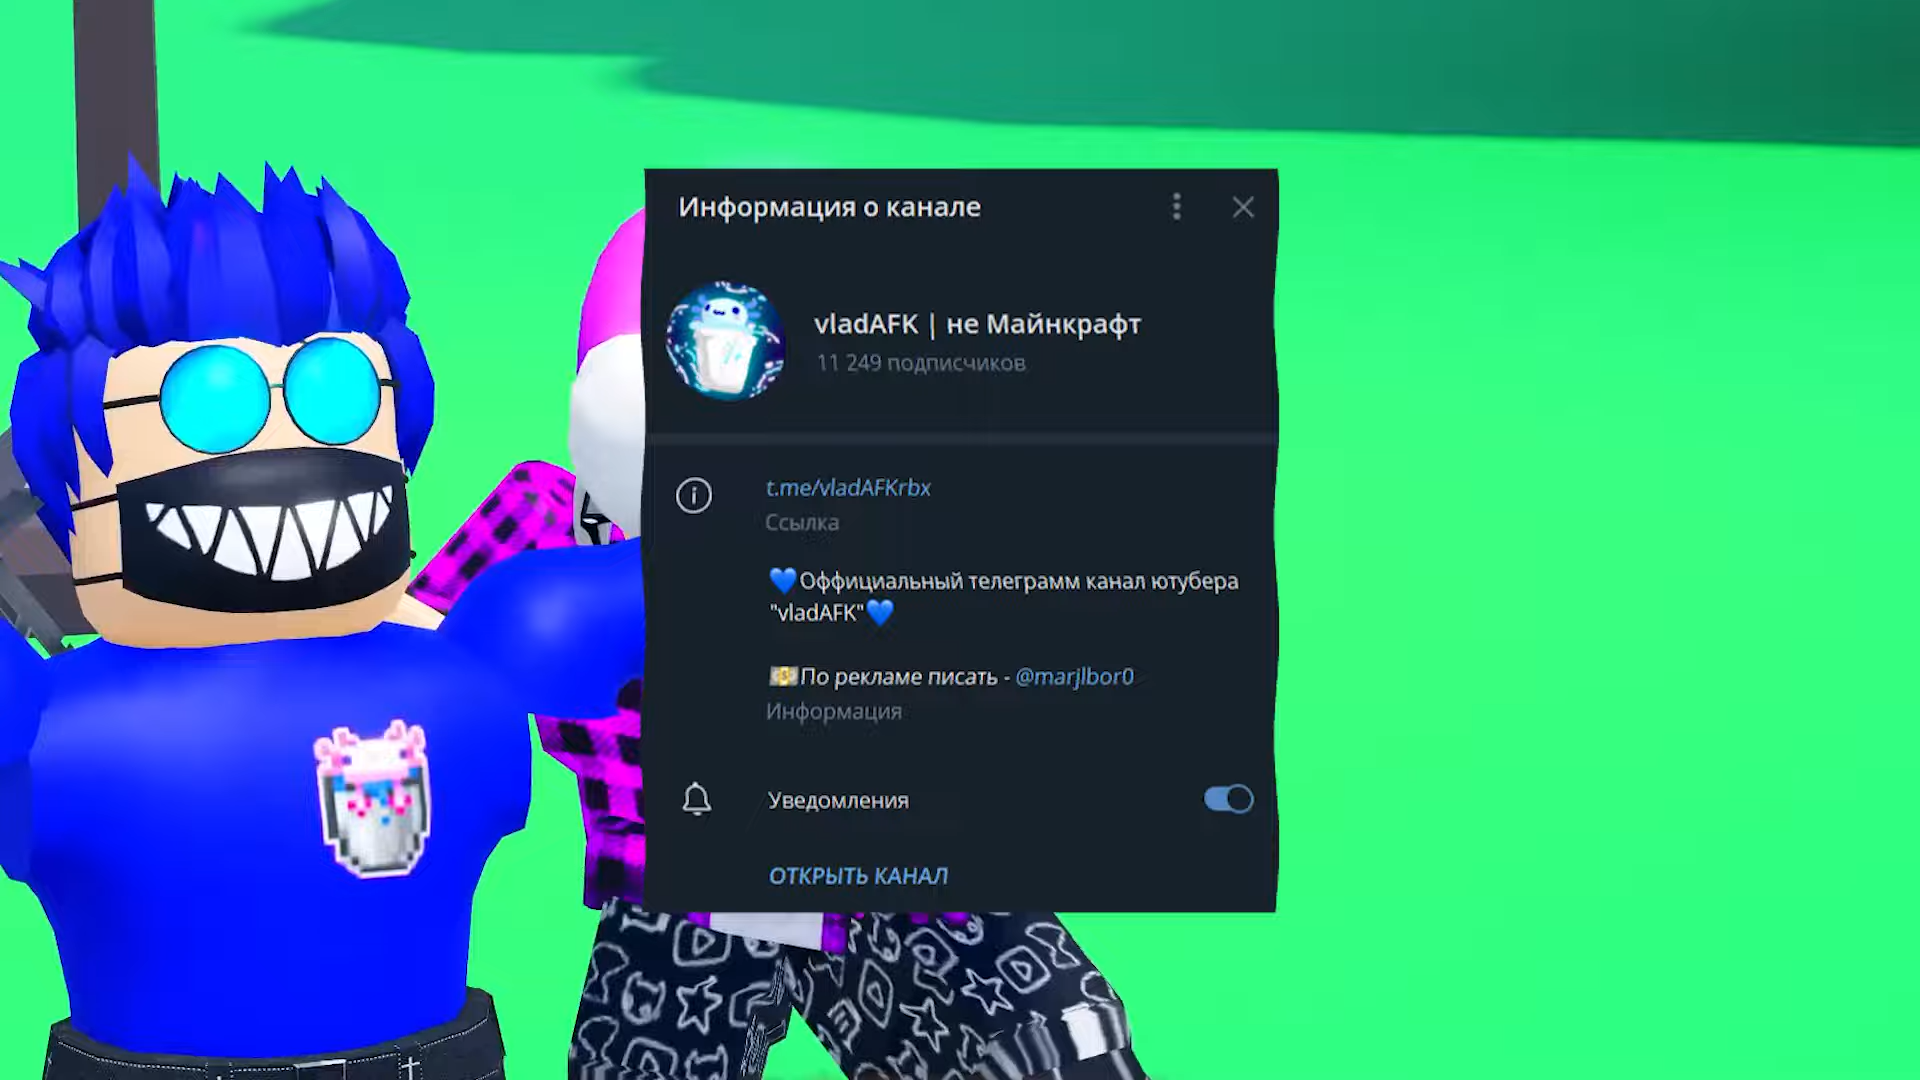 Информация о канале
vladAFK | не Майнкрафт
11 249 подписчиков
t.me/vladAFKrbx
Ссылка
💙Оффициальный телеграмм канал ютубера
"vladAFK"💙
💴По рекламе писать - @marjlbor0
Информация
Уведомления
ОТКРЫТЬ КАНАЛ